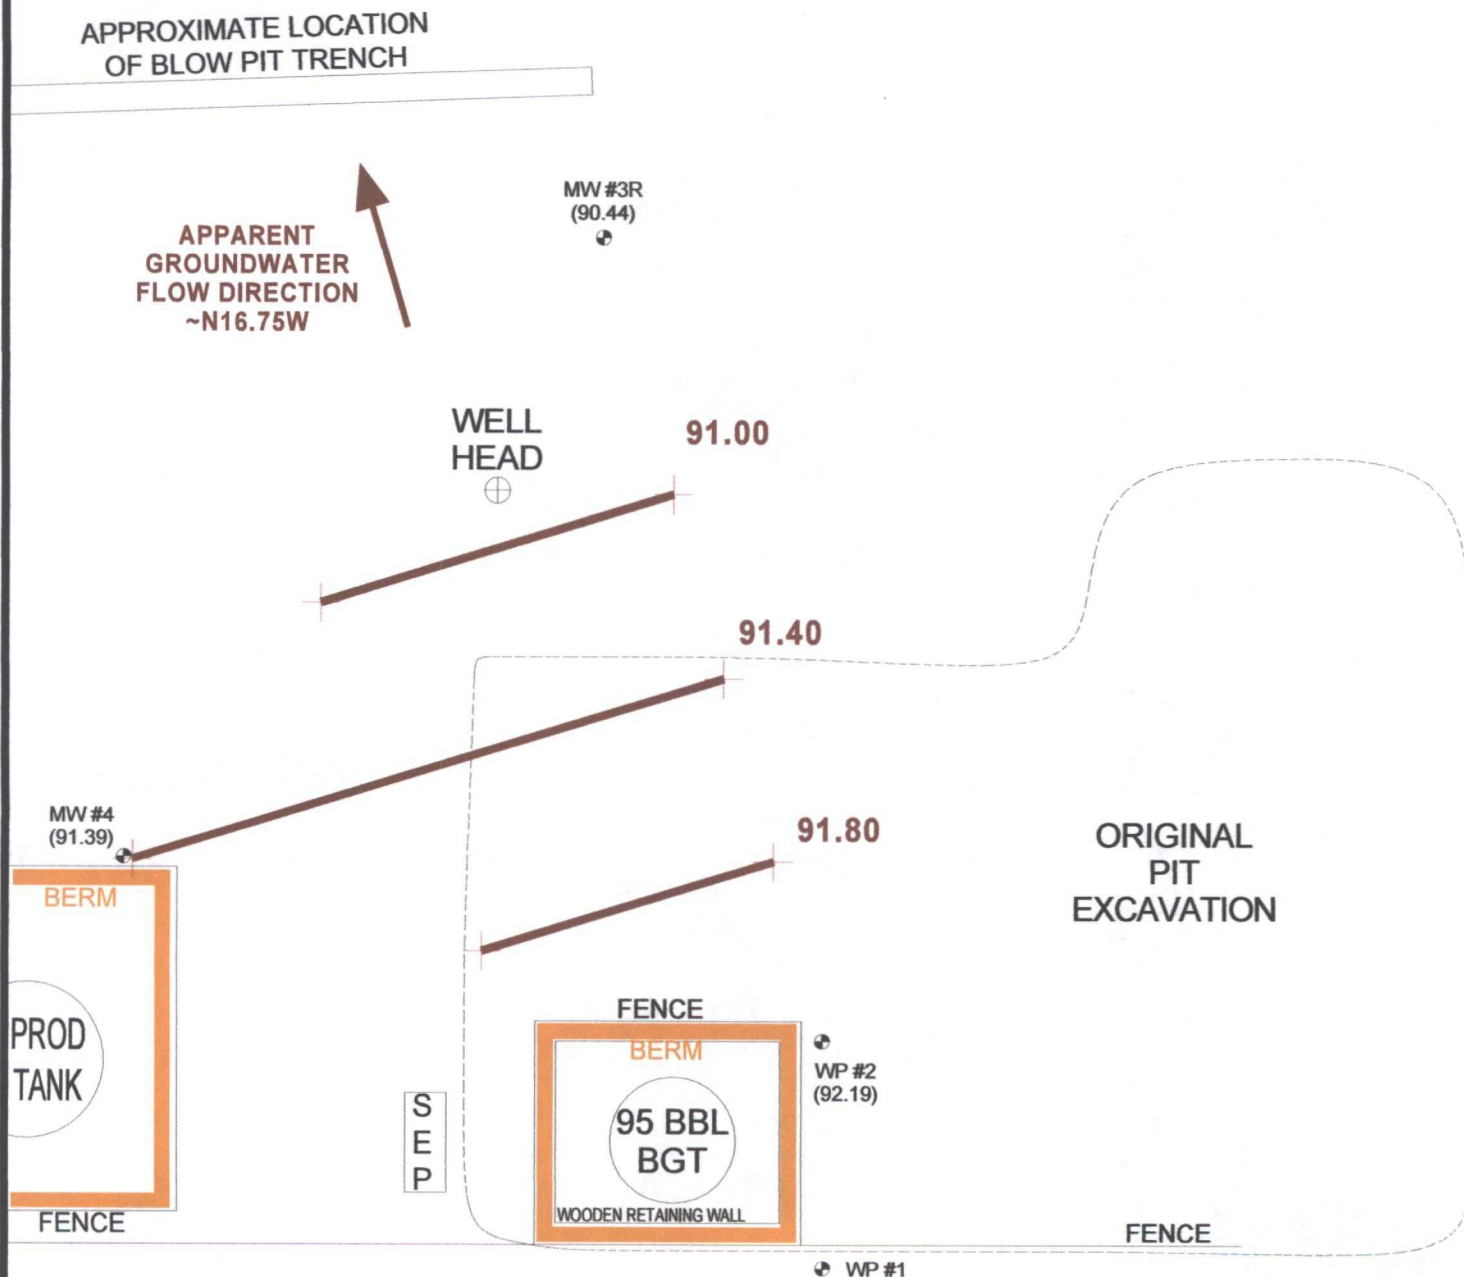 APPROXIMATE LOCATION
OF BLOW PIT TRENCH
MW #3R
(90.44)
APPARENT
GROUNDWATER
FLOW DIRECTION
~N16.75W
WELL
HEAD
91.00
91.40
MW #4
(91.39)
91.80
ORIGINAL
PIT
EXCAVATION
BERM
PROD
TANK
FENCE
BERM
WP #2
(92.19)
S
E
P
95 BBL
BGT
WOODEN RETAINING WALL
FENCE
FENCE
WP #1